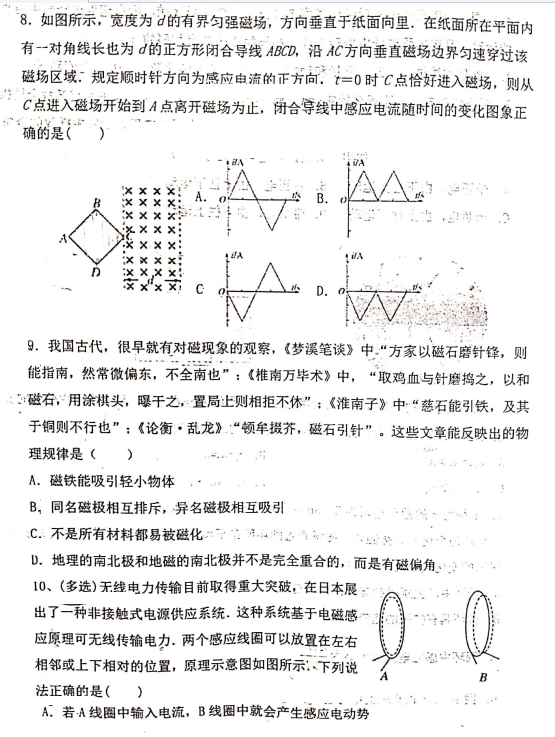 8. 如图所示,宽度为 d的有界匀强磁场,方向垂直于纸面向里. 在纸面所在平面内
有一对角线长也为 d的正方形闭合导线 ABCD, 沿 AC方向垂直磁场边界匀速穿过该
磁场区域. 规定顺时针方向为感应电流的正方向, t=0 时 C点恰好进入磁场, 则从
C点进入磁场开始到 A点离开磁场为止, 闭合导线中感应电流随时间的变化图象正
确的是( )
A B C D d
A. i/A O t/s
B. i/A O t/s
C i/A O t/s
D. i/A O t/s
9. 我国古代, 很早就有对磁现象的观察,《梦溪笔谈》中“方家以磁石磨针锋, 则
能指南, 然常微偏东, 不全南也”;《椎南万毕术》中, “取鸡血与针磨捣之, 以和
磁石, 用涂棋头, 曝干之, 置局上则相拒不休”;《淮南子》中“慈石能引铁, 及其
于铜则不行也”;《论衡·乱龙》“顿牟掇芥, 磁石引针”。这些文章能反映出的物
理规律是( )
A. 磁铁能吸引轻小物体
B. 同名磁极相互排斥, 异名磁极相互吸引
C. 不是所有材料都易被磁化
D. 地理的南北极和地磁的南北极并不是完全重合的, 而是有磁偏角
10、(多选)无线电力传输目前取得重大突破, 在日本展
出了一种非接触式电源供应系统. 这种系统基于电磁感
应原理可无线传输电力. 两个感应线圈可以放置在左右
相邻或上下相对的位置, 原理示意图如图所示. 下列说
法正确的是( )
A B
A. 若A线圈中输入电流, B线圈中就会产生感应电动势